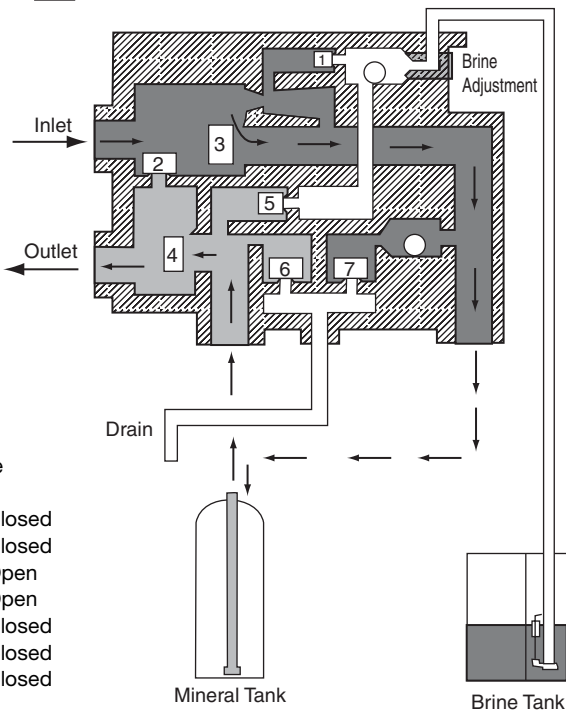 1
Brine
Adjustment
Inlet
3
2
5
Outlet
4
6
7
Drain
e
losed
losed
pen
pen
losed
losed
losed
Mineral Tank
Brine Tank